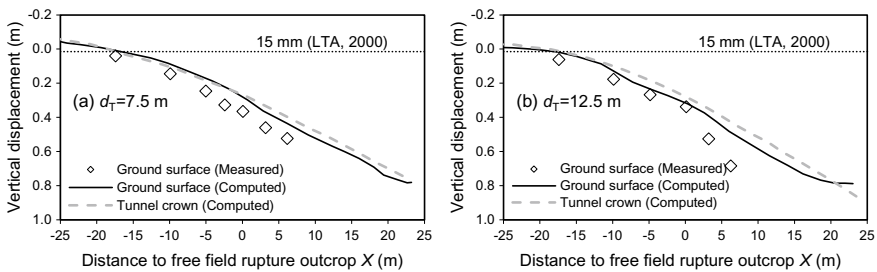 -0.2
0.0
0.2
0.4
0.6
0.8
1.0
Vertical displacement (m)
15 mm (LTA, 2000)
(a) dT=7.5 m
Ground surface (Measured)
Ground surface (Computed)
Tunnel crown (Computed)
-25 -20 -15 -10 -5 0 5 10 15 20 25
Distance to free field rupture outcrop X (m)
-0.2
0.0
0.2
0.4
0.6
0.8
1.0
Vertical displacement (m)
15 mm (LTA, 2000)
(b) dT=12.5 m
Ground surface (Measured)
Ground surface (Computed)
Tunnel crown (Computed)
-25 -20 -15 -10 -5 0 5 10 15 20 25
Distance to free field rupture outcrop X (m)